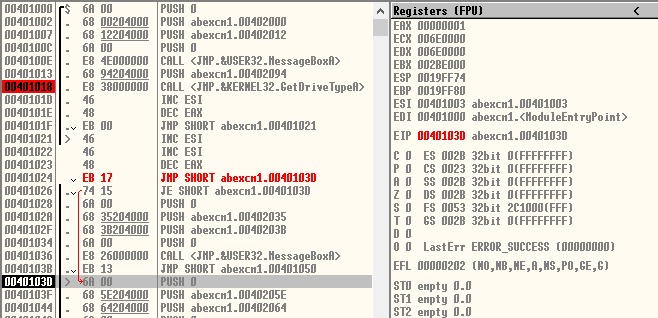 00401000 $ 6A 00 PUSH 0
00401002 . 68 00204000 PUSH abexcm1.00402000
00401007 . 68 12204000 PUSH abexcm1.00402012
0040100C . 6A 00 PUSH 0
0040100E . E8 4E000000 CALL <JMP.&USER32.MessageBoxA>
00401013 . 68 94204000 PUSH abexcm1.00402094
00401018 . E8 38000000 CALL <JMP.&KERNEL32.GetDriveTypeA>
0040101D . 46 INC ESI
0040101E . 48 DEC EAX
0040101F . EB 00 JMP SHORT abexcm1.00401021
00401021 > 46 INC ESI
00401022 . 46 INC ESI
00401023 . 48 DEC EAX
00401024 EB 17 JMP SHORT abexcm1.0040103D
00401026 . 74 15 JE SHORT abexcm1.0040103D
00401028 . 6A 00 PUSH 0
0040102A . 68 35204000 PUSH abexcm1.00402035
0040102F . 68 3B204000 PUSH abexcm1.0040203B
00401034 . 6A 00 PUSH 0
00401036 . E8 26000000 CALL <JMP.&USER32.MessageBoxA>
0040103B . EB 13 JMP SHORT abexcm1.00401050
0040103D > 6A 00 PUSH 0
0040103F . 68 5E204000 PUSH abexcm1.0040205E
00401044 . 68 64204000 PUSH abexcm1.00402064
Registers (FPU) <
EAX 00000001
ECX 006E0000
EDX 006E0000
EBX 002BE000
ESP 0019FF74
EBP 0019FF80
ESI 00401003 abexcm1.00401003
EDI 00401000 abexcm1.<ModuleEntryPoint>
EIP 0040103D abexcm1.0040103D
C 0 ES 002B 32bit 0(FFFFFFFF)
P 0 CS 0023 32bit 0(FFFFFFFF)
A 0 SS 002B 32bit 0(FFFFFFFF)
Z 0 DS 002B 32bit 0(FFFFFFFF)
S 0 FS 0053 32bit 2C1000(FFF)
T 0 GS 002B 32bit 0(FFFFFFFF)
D 0
O 0 LastErr ERROR_SUCCESS (00000000)
EFL 00000202 (NO,NB,NE,A,NS,PO,GE,G)
ST0 empty 0.0
ST1 empty 0.0
ST2 empty 0.0